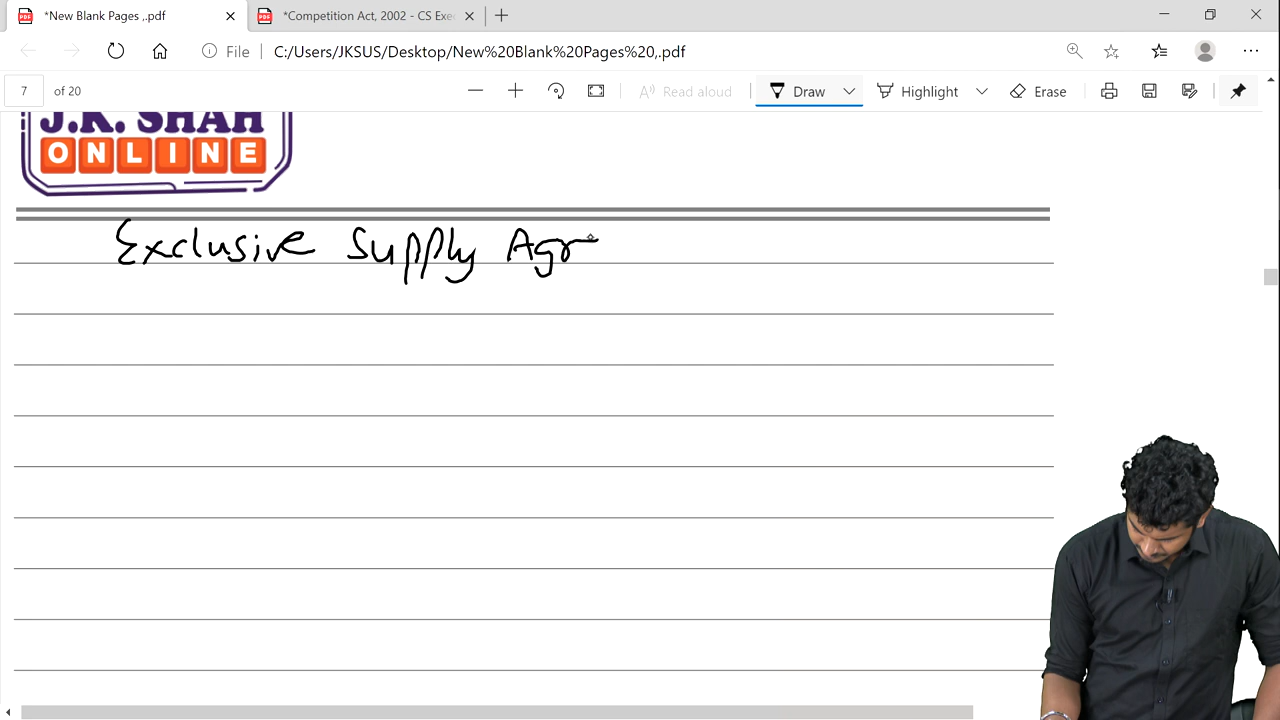 *New Blank Pages ,.pdf
*Competition Act, 2002 - CS Exe
File C:/Users/JKSUS/Desktop/New%20Blank%20Pages%20,.pdf
7 of 20
Read aloud
Draw
Highlight
Erase
J.K. SHAH
ONLINE
Exclusive Supply Agr